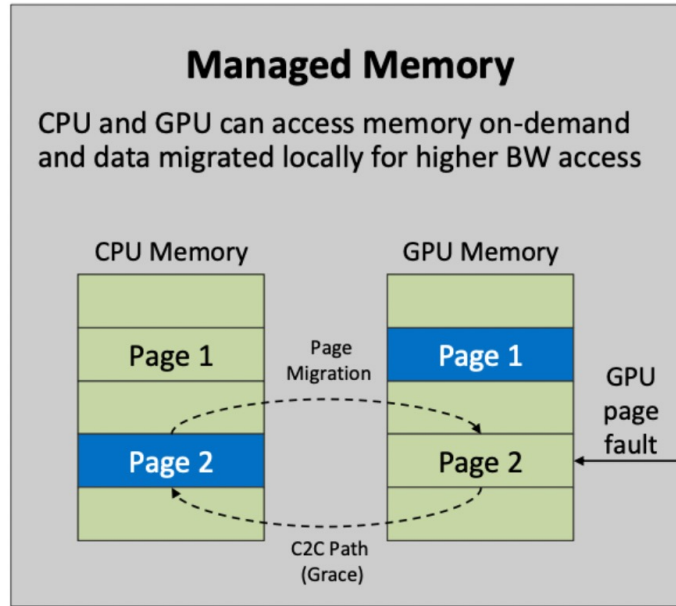 Managed Memory
CPU and GPU can access memory on-demand
and data migrated locally for higher BW access
CPU Memory
GPU Memory
Page 1
Page
Migration
Page 1
GPU
page
fault
Page 2
Page 2
C2C Path
(Grace)